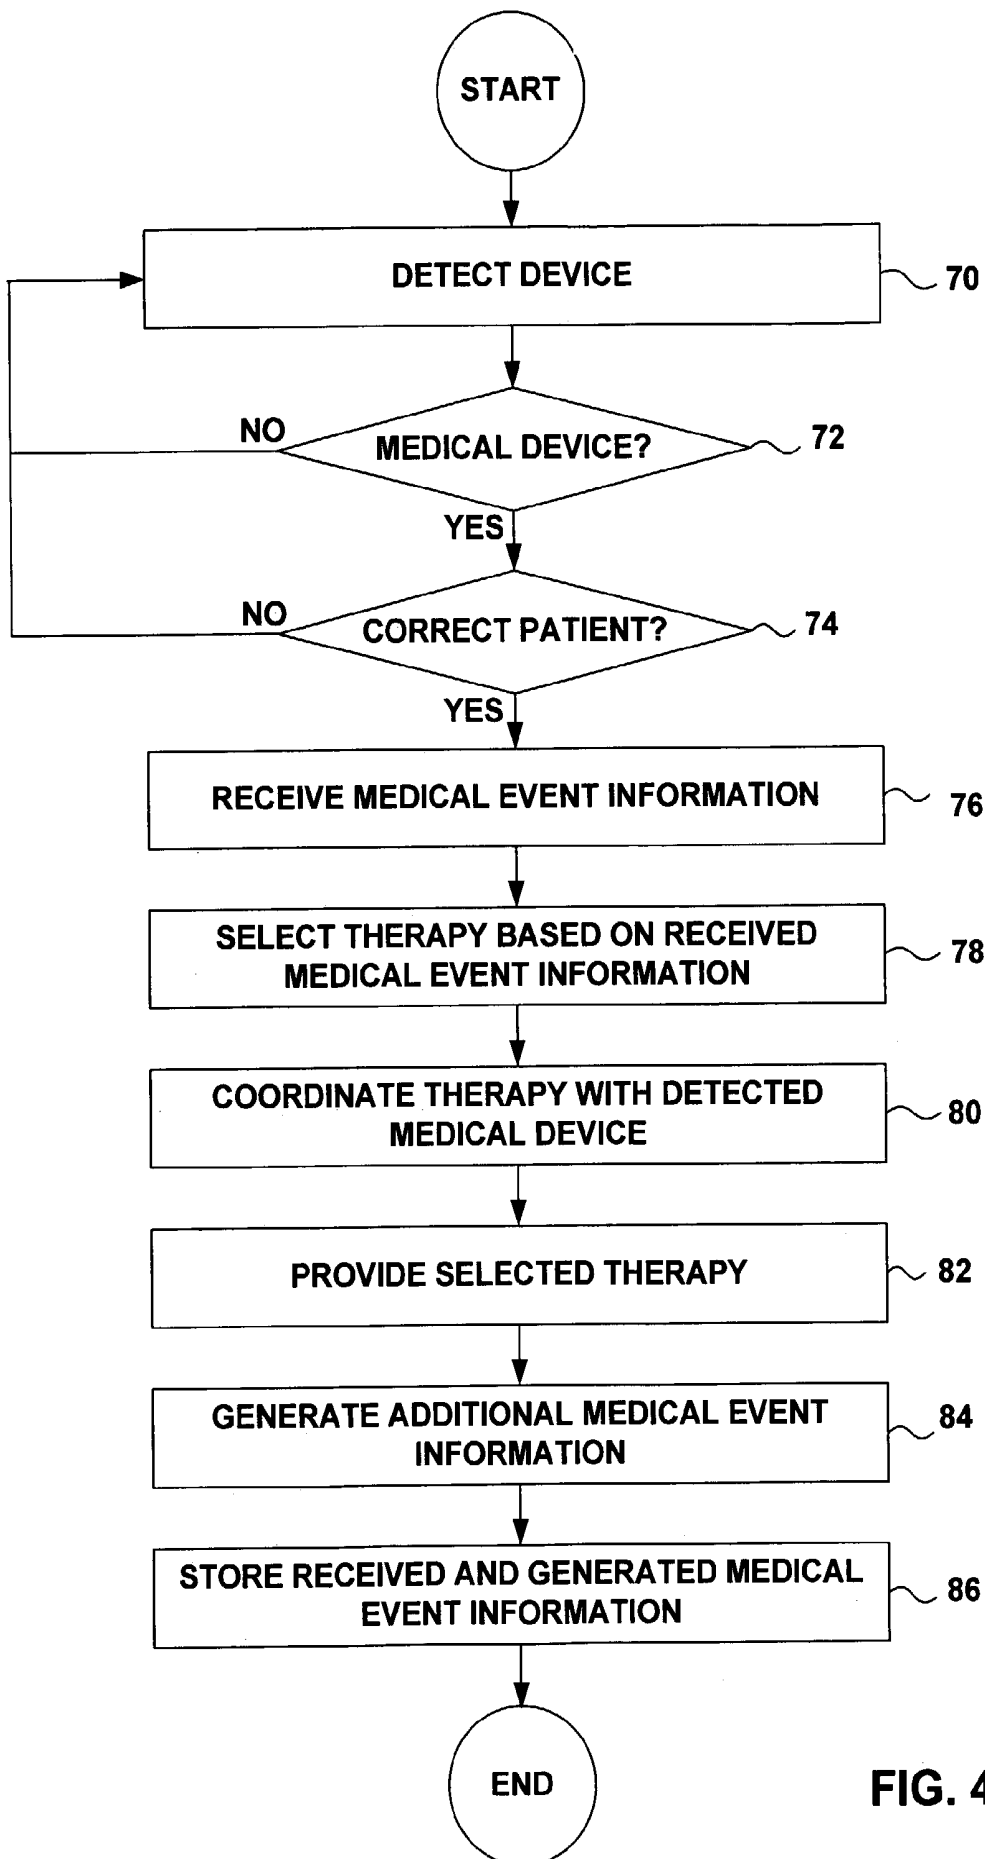 START
DETECT DEVICE
70
NO
MEDICAL DEVICE?
72
YES
NO
CORRECT PATIENT?
74
YES
RECEIVE MEDICAL EVENT INFORMATION
76
SELECT THERAPY BASED ON RECEIVED
MEDICAL EVENT INFORMATION
78
COORDINATE THERAPY WITH DETECTED
MEDICAL DEVICE
80
PROVIDE SELECTED THERAPY
82
GENERATE ADDITIONAL MEDICAL EVENT
INFORMATION
84
STORE RECEIVED AND GENERATED MEDICAL
EVENT INFORMATION
86
END
FIG. 4